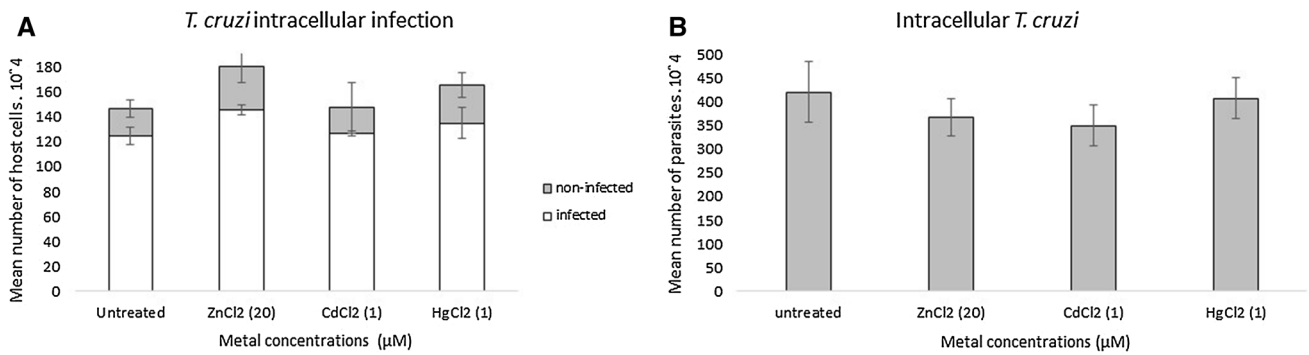 A
T. cruzi intracellular infection
Mean number of host cells. 10^4
180
160
140
120
100
80
60
40
20
0
Untreated
ZnCl2 (20)
CdCl2 (1)
HgCl2 (1)
Metal concentrations (μM)
non-infected
infected
B
Intracellular T. cruzi
Mean number of parasites. 10^4
500
450
400
350
300
250
200
150
100
50
0
untreated
ZnCl2 (20)
CdCl2 (1)
HgCl2 (1)
Metal concentrations (μM)